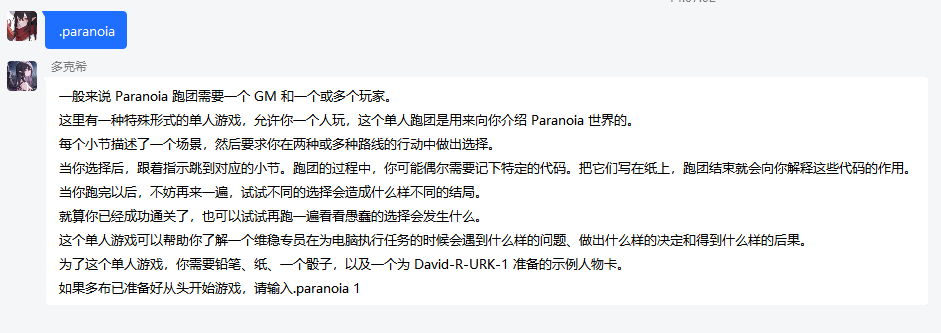 .paranoia
多克希
一般来说 Paranoia 跑团需要一个 GM 和一个或多个玩家。
这里有一种特殊形式的单人游戏，允许你一个人玩，这个单人跑团是用来向你介绍 Paranoia 世界的。
每个小节描述了一个场景，然后要求你在两种或多种路线的行动中做出选择。
当你选择后，跟着指示跳到对应的小节。跑团的过程中，你可能偶尔需要记下特定的代码。把它们写在纸上，跑团结束就会向你解释这些代码的作用。
当你跑完以后，不妨再来一遍，试试不同的选择会造成什么样不同的结局。
就算你已经成功通关了，也可以试试再跑一遍看看愚蠢的选择会发生什么。
这个单人游戏可以帮助你了解一个维稳专员在为电脑执行任务的时候会遇到什么样的问题、做出什么样的决定和得到什么样的后果。
为了这个单人游戏，你需要铅笔、纸、一个骰子，以及一个为 David-R-URK-1 准备的示例人物卡。
如果多布已准备好从头开始游戏，请输入.paranoia 1